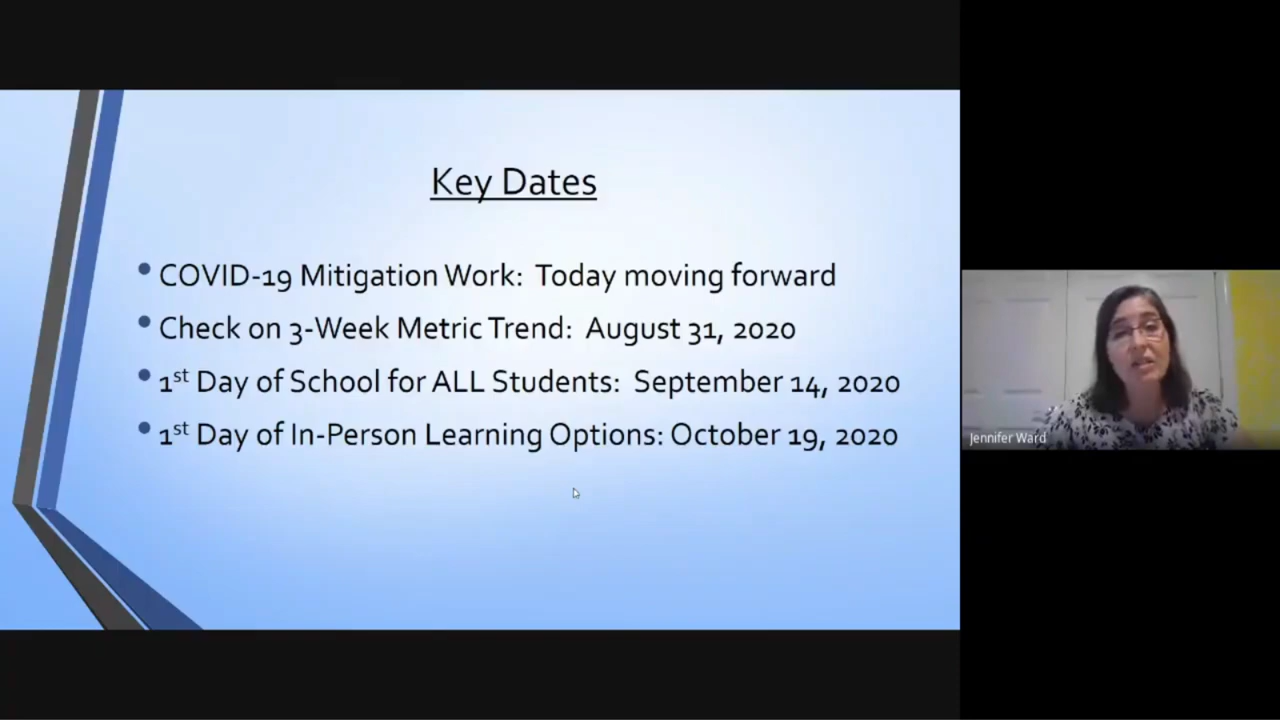 Key Dates
COVID-19 Mitigation Work: Today moving forward
Check on 3-Week Metric Trend: August 31, 2020
1st Day of School for ALL Students: September 14, 2020
1st Day of In-Person Learning Options: October 19, 2020
Jennifer Ward